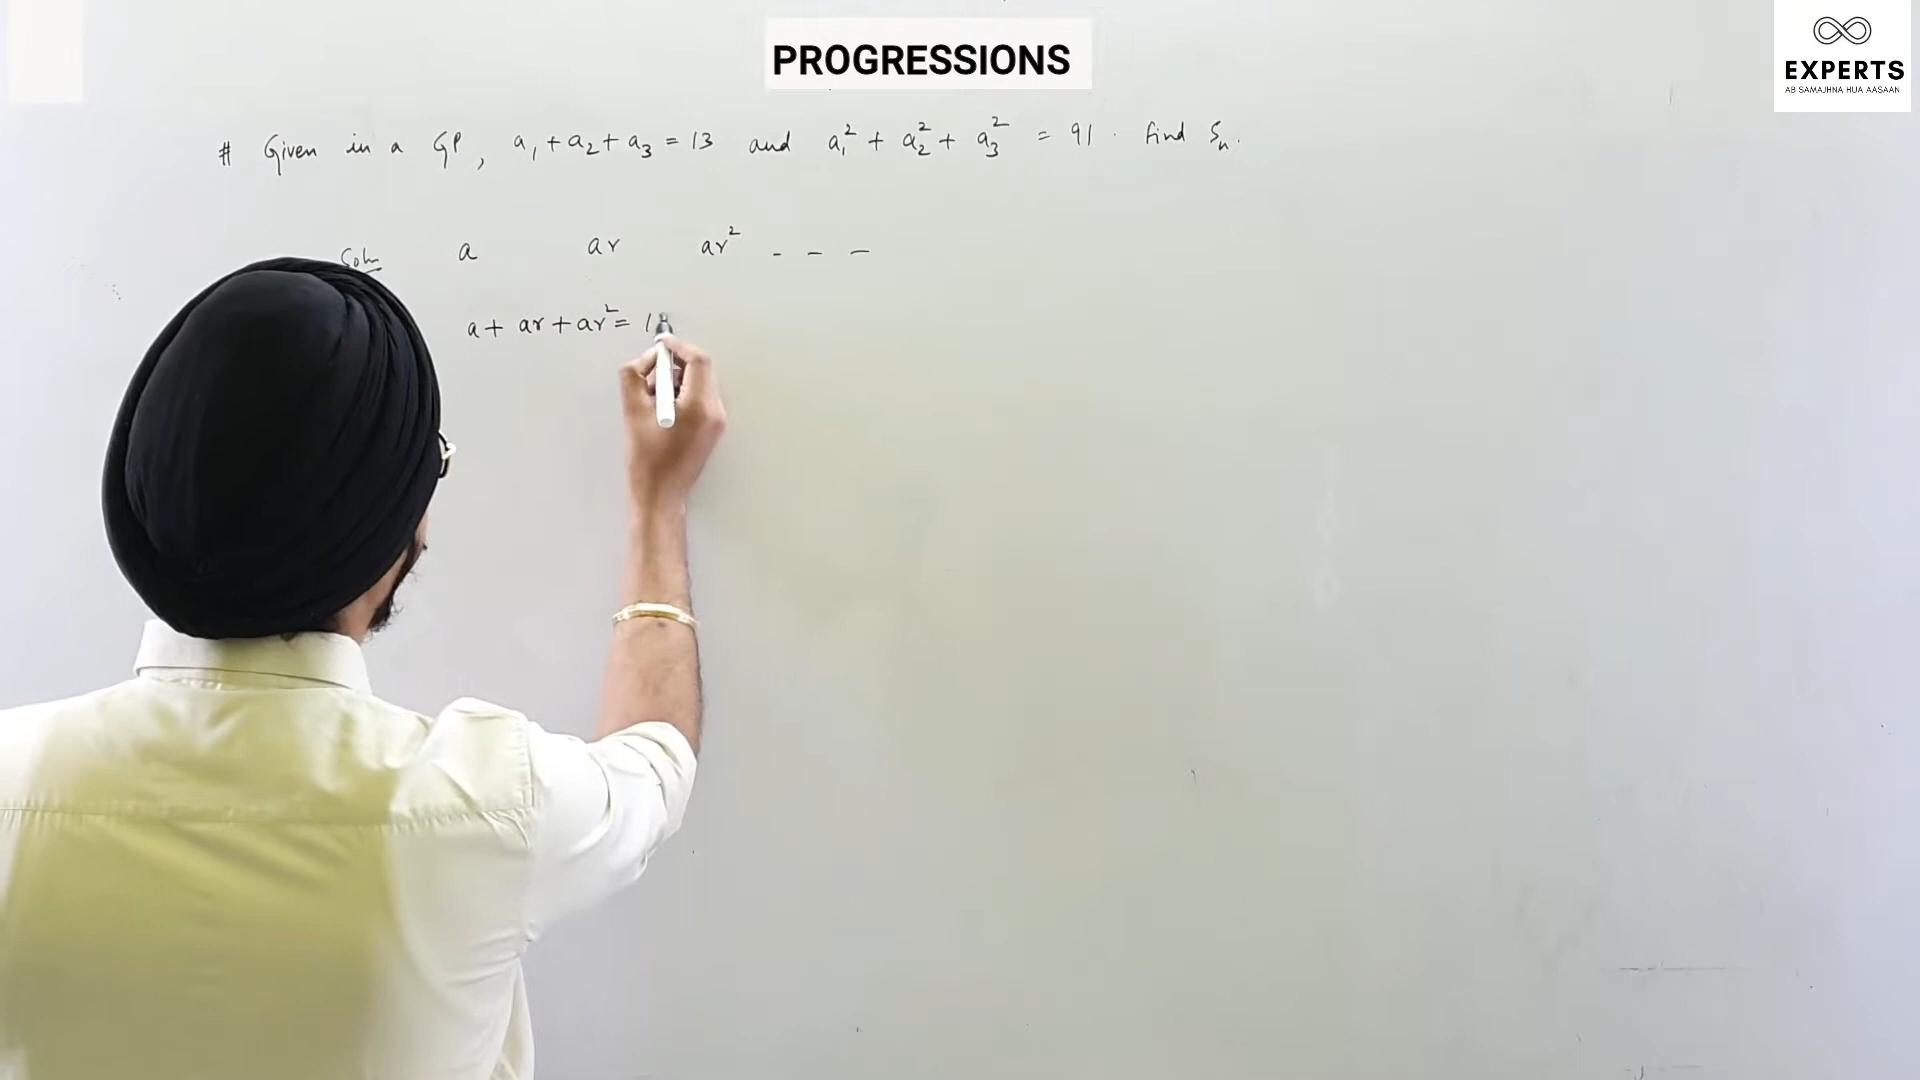 PROGRESSIONS
EXPERTS
AB SAMAJHNA HUA AASAAN
# Given in a GP, a₁ + a₂ + a₃ = 13 and a₁² + a₂² + a₃² = 91. find Sₙ.
Soln a ar ar² - - -
a + ar + ar² = 1